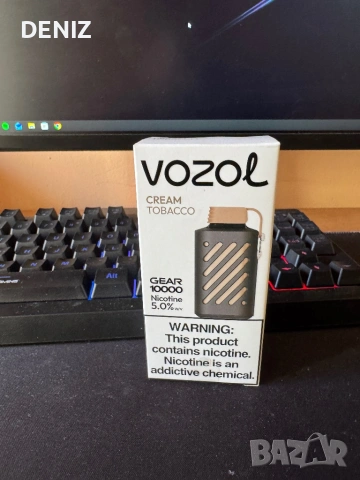 DENIZ
VOZOL
CREAM
TOBACCO
GEAR
10000
Nicotine
5.0%
WARNING:
This product
contains nicotine.
Nicotine is an
addictive chemical.
BAZAR